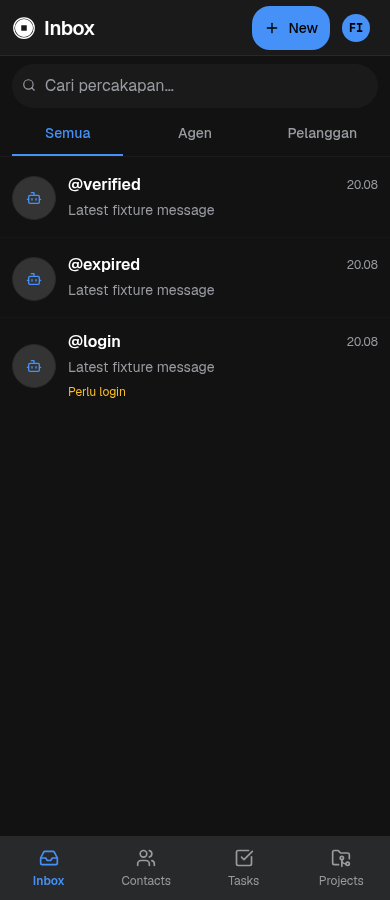 Inbox
New
FI
Cari percakapan...
Semua
Agen
Pelanggan
@verified
20.08
Latest fixture message
@expired
20.08
Latest fixture message
@login
20.08
Latest fixture message
Perlu login
Inbox
Contacts
Tasks
Projects